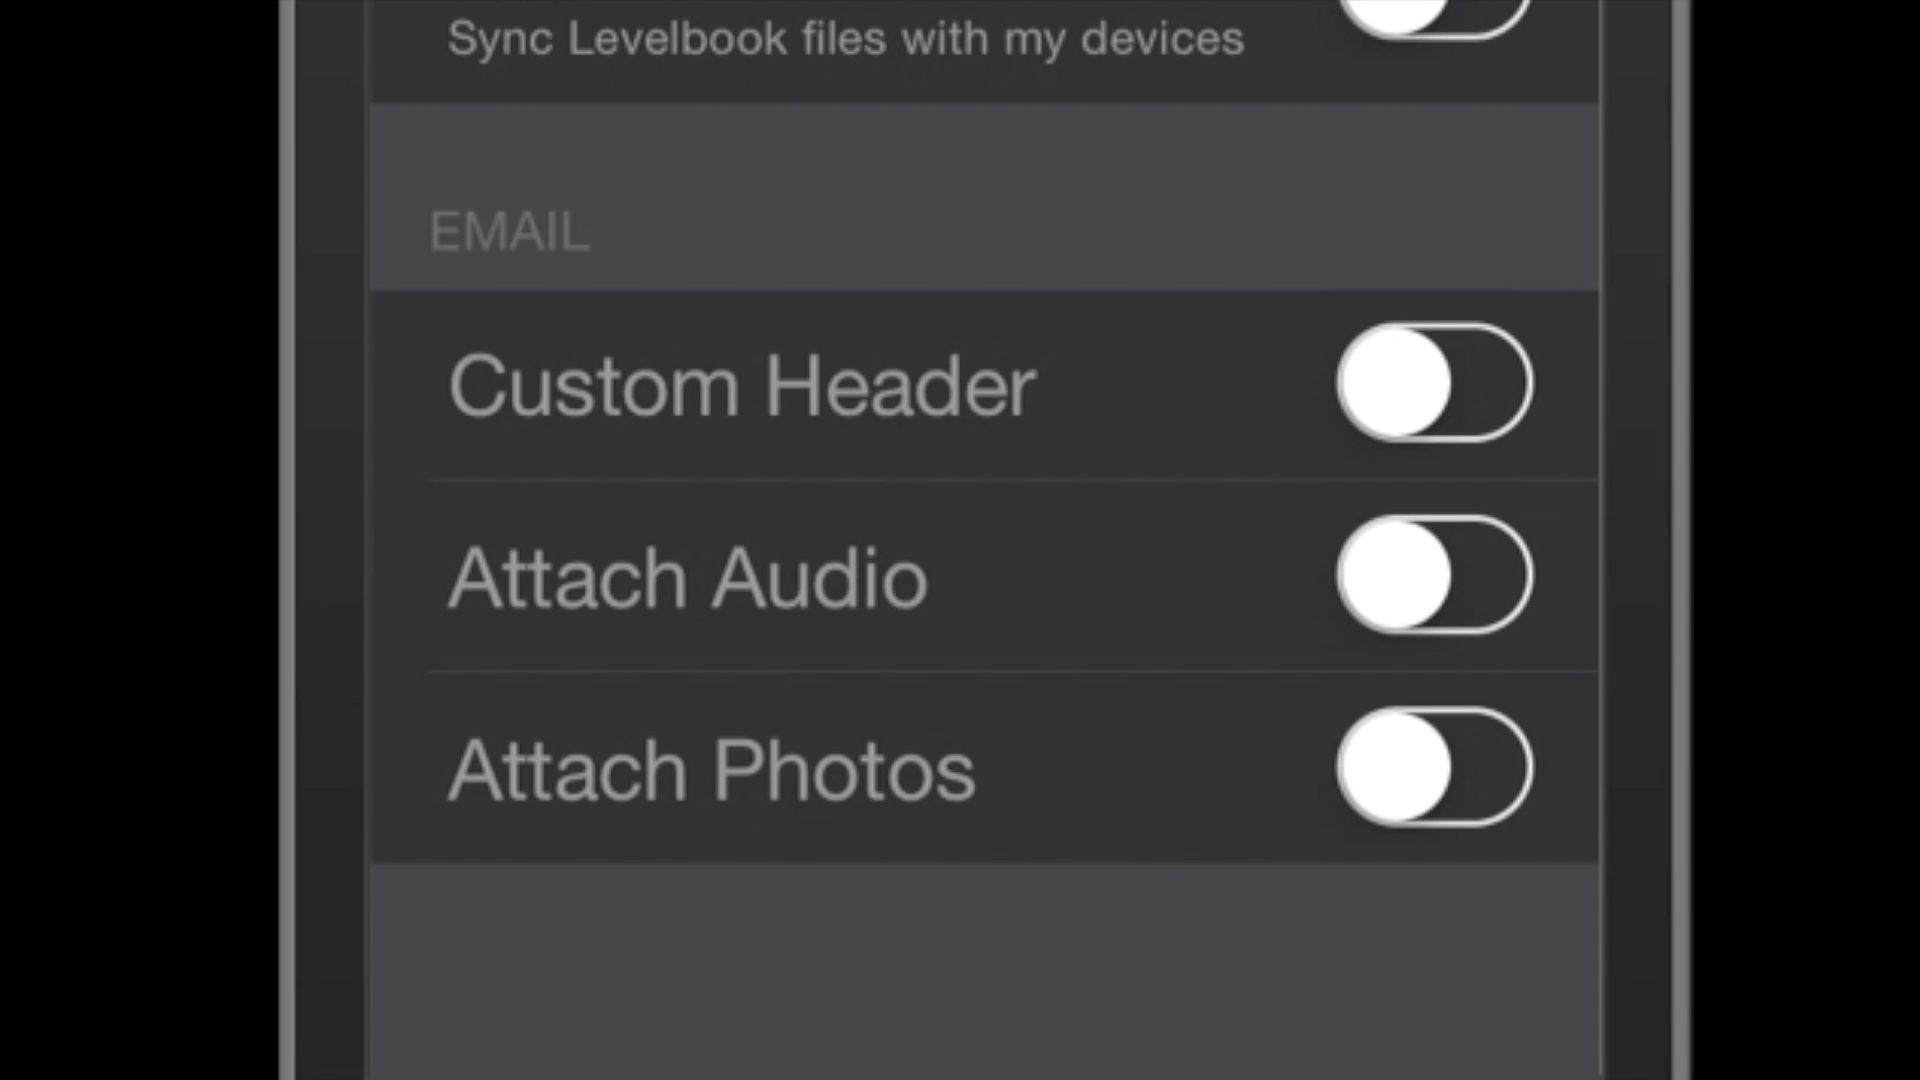 Sync Levelbook files with my devices
EMAIL
Custom Header
Attach Audio
Attach Photos